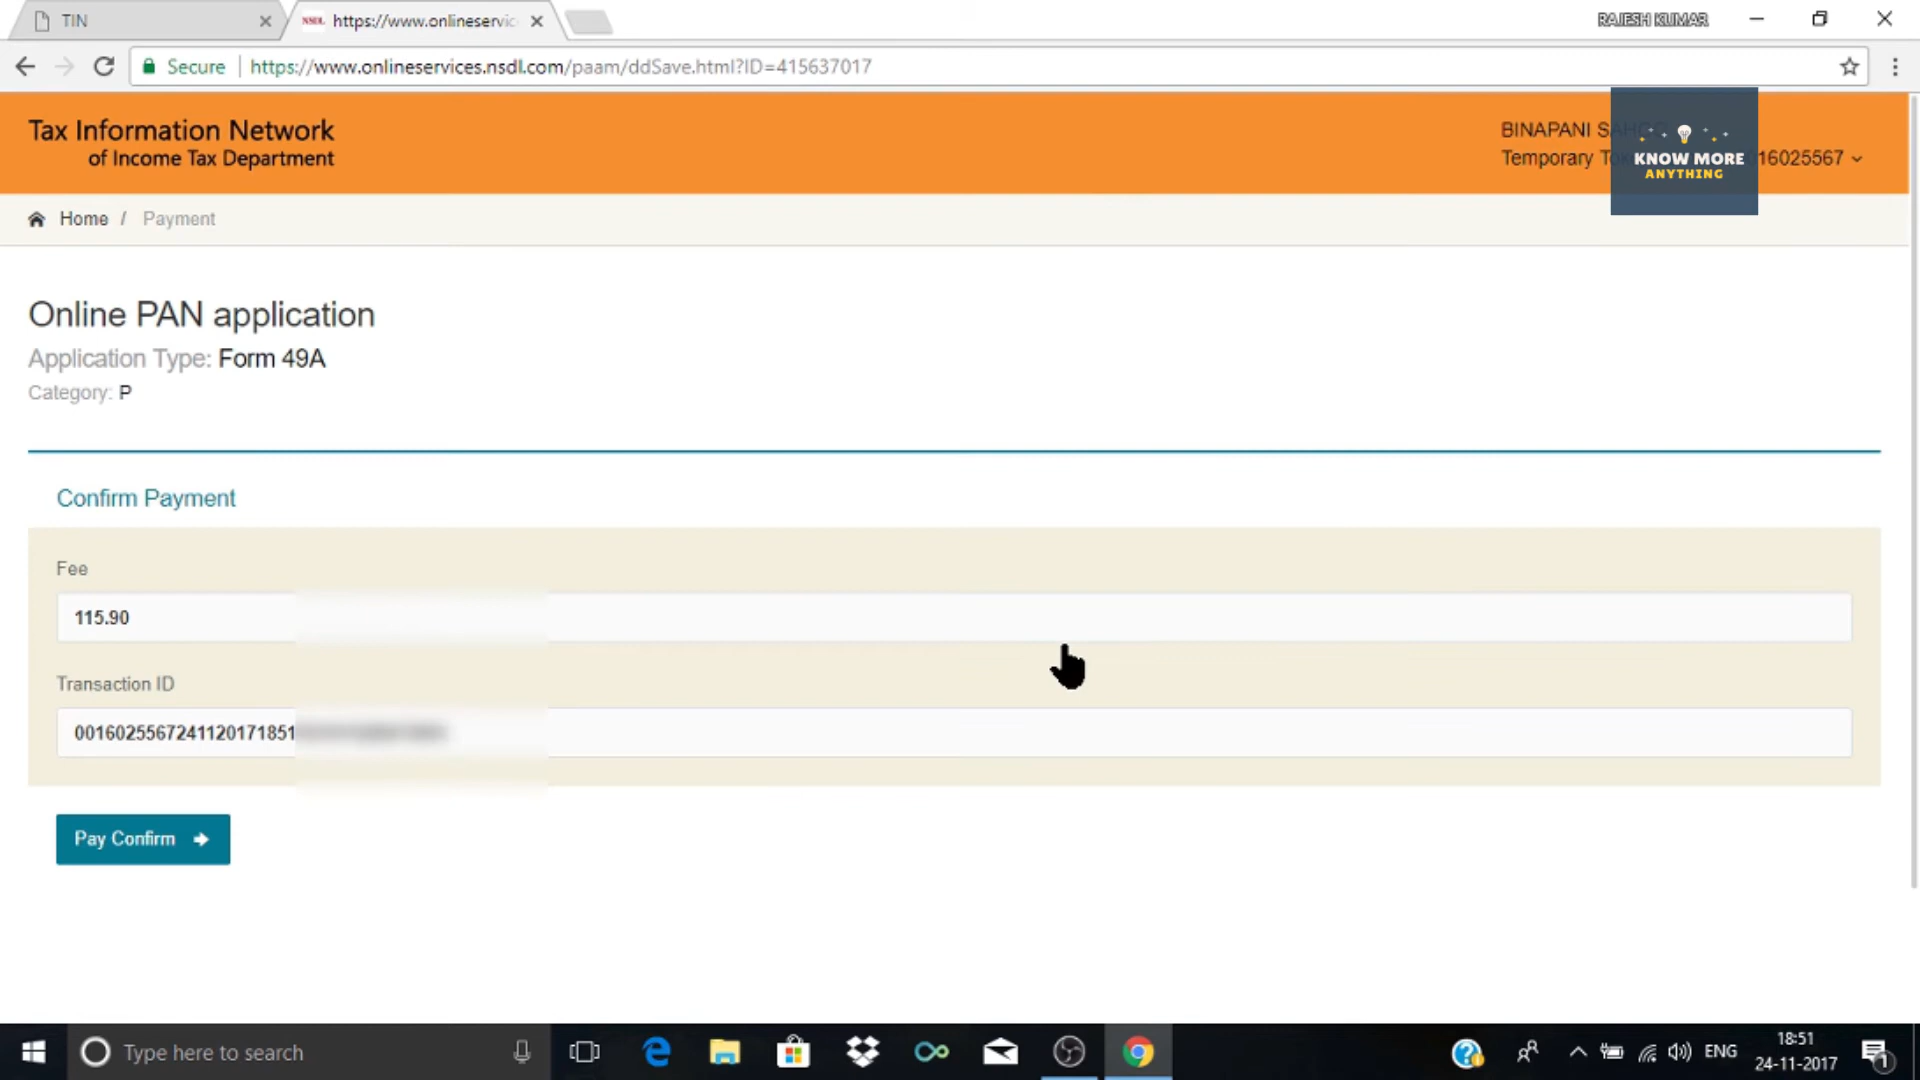 TIN
NSDL https://www.onlineservic
RAJESH KUMAR
Secure https://www.onlineservices.nsdl.com/paam/ddSave.html?ID=415637017
Tax Information Network
of Income Tax Department
BINAPANI
Temporary 16025567
KNOW MORE
ANYTHING
Home / Payment
Online PAN application
Application Type: Form 49A
Category: P
Confirm Payment
Fee
115.90
Transaction ID
0016025567241120171851
Pay Confirm
Type here to search
ENG
18:51
24-11-2017
1